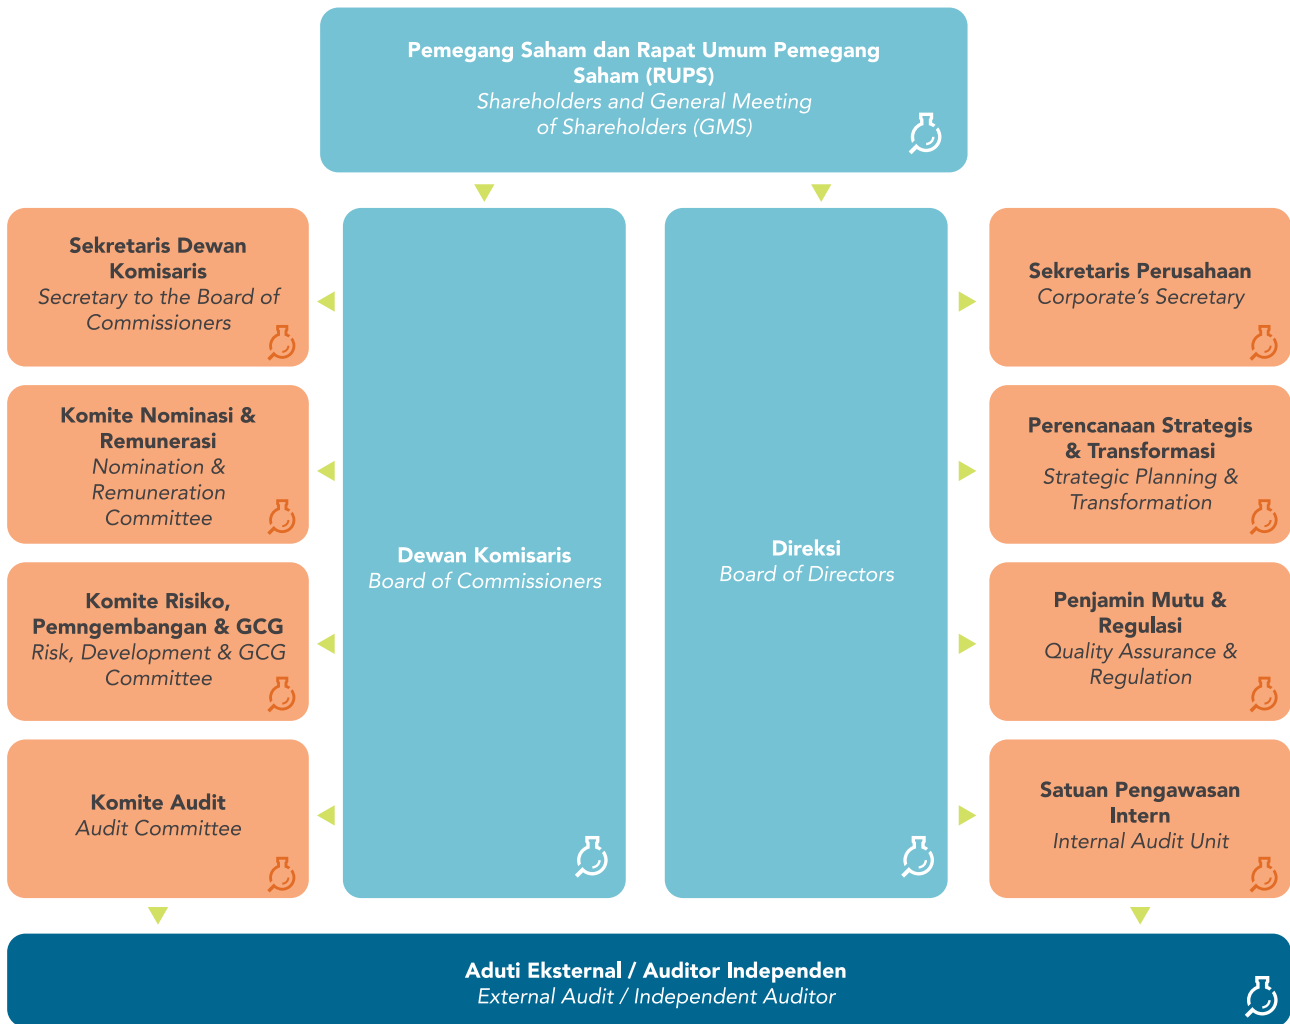 Pemegang Saham dan Rapat Umum Pemegang
Saham (RUPS)
Shareholders and General Meeting
of Shareholders (GMS)
Sekretaris Dewan
Komisaris
Secretary to the Board of
Commissioners
Komite Nominasi &
Remunerasi
Nomination &
Remuneration
Committee
Komite Risiko,
Pemngembangan & GCG
Risk, Development & GCG
Committee
Komite Audit
Audit Committee
Dewan Komisaris
Board of Commissioners
Direksi
Board of Directors
Sekretaris Perusahaan
Corporate’s Secretary
Perencanaan Strategis
& Transformasi
Strategic Planning &
Transformation
Penjamin Mutu &
Regulasi
Quality Assurance &
Regulation
Satuan Pengawasan
Intern
Internal Audit Unit
Aduti Eksternal / Auditor Independen
External Audit / Independent Auditor